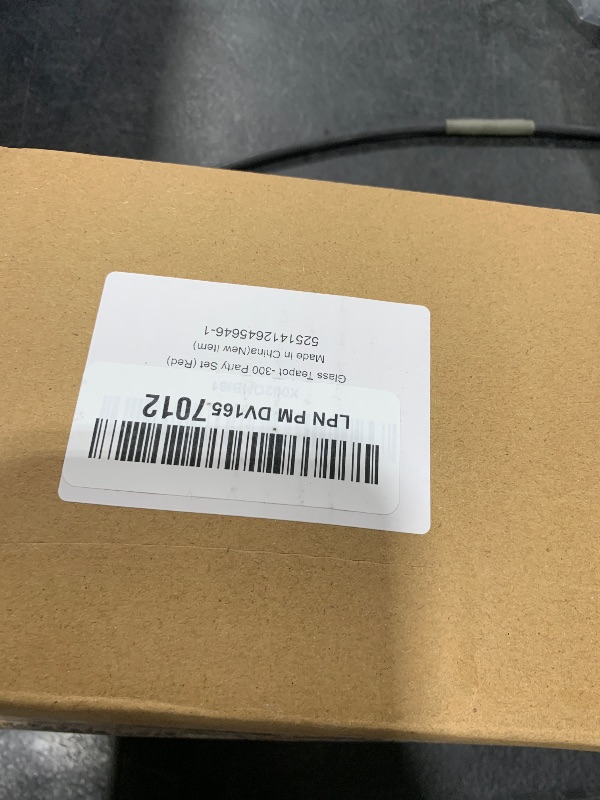 LPN PM DV165 7012
Glass Teapot -300 Party Set (Red)
Made In China(New item)
5251412645646-1